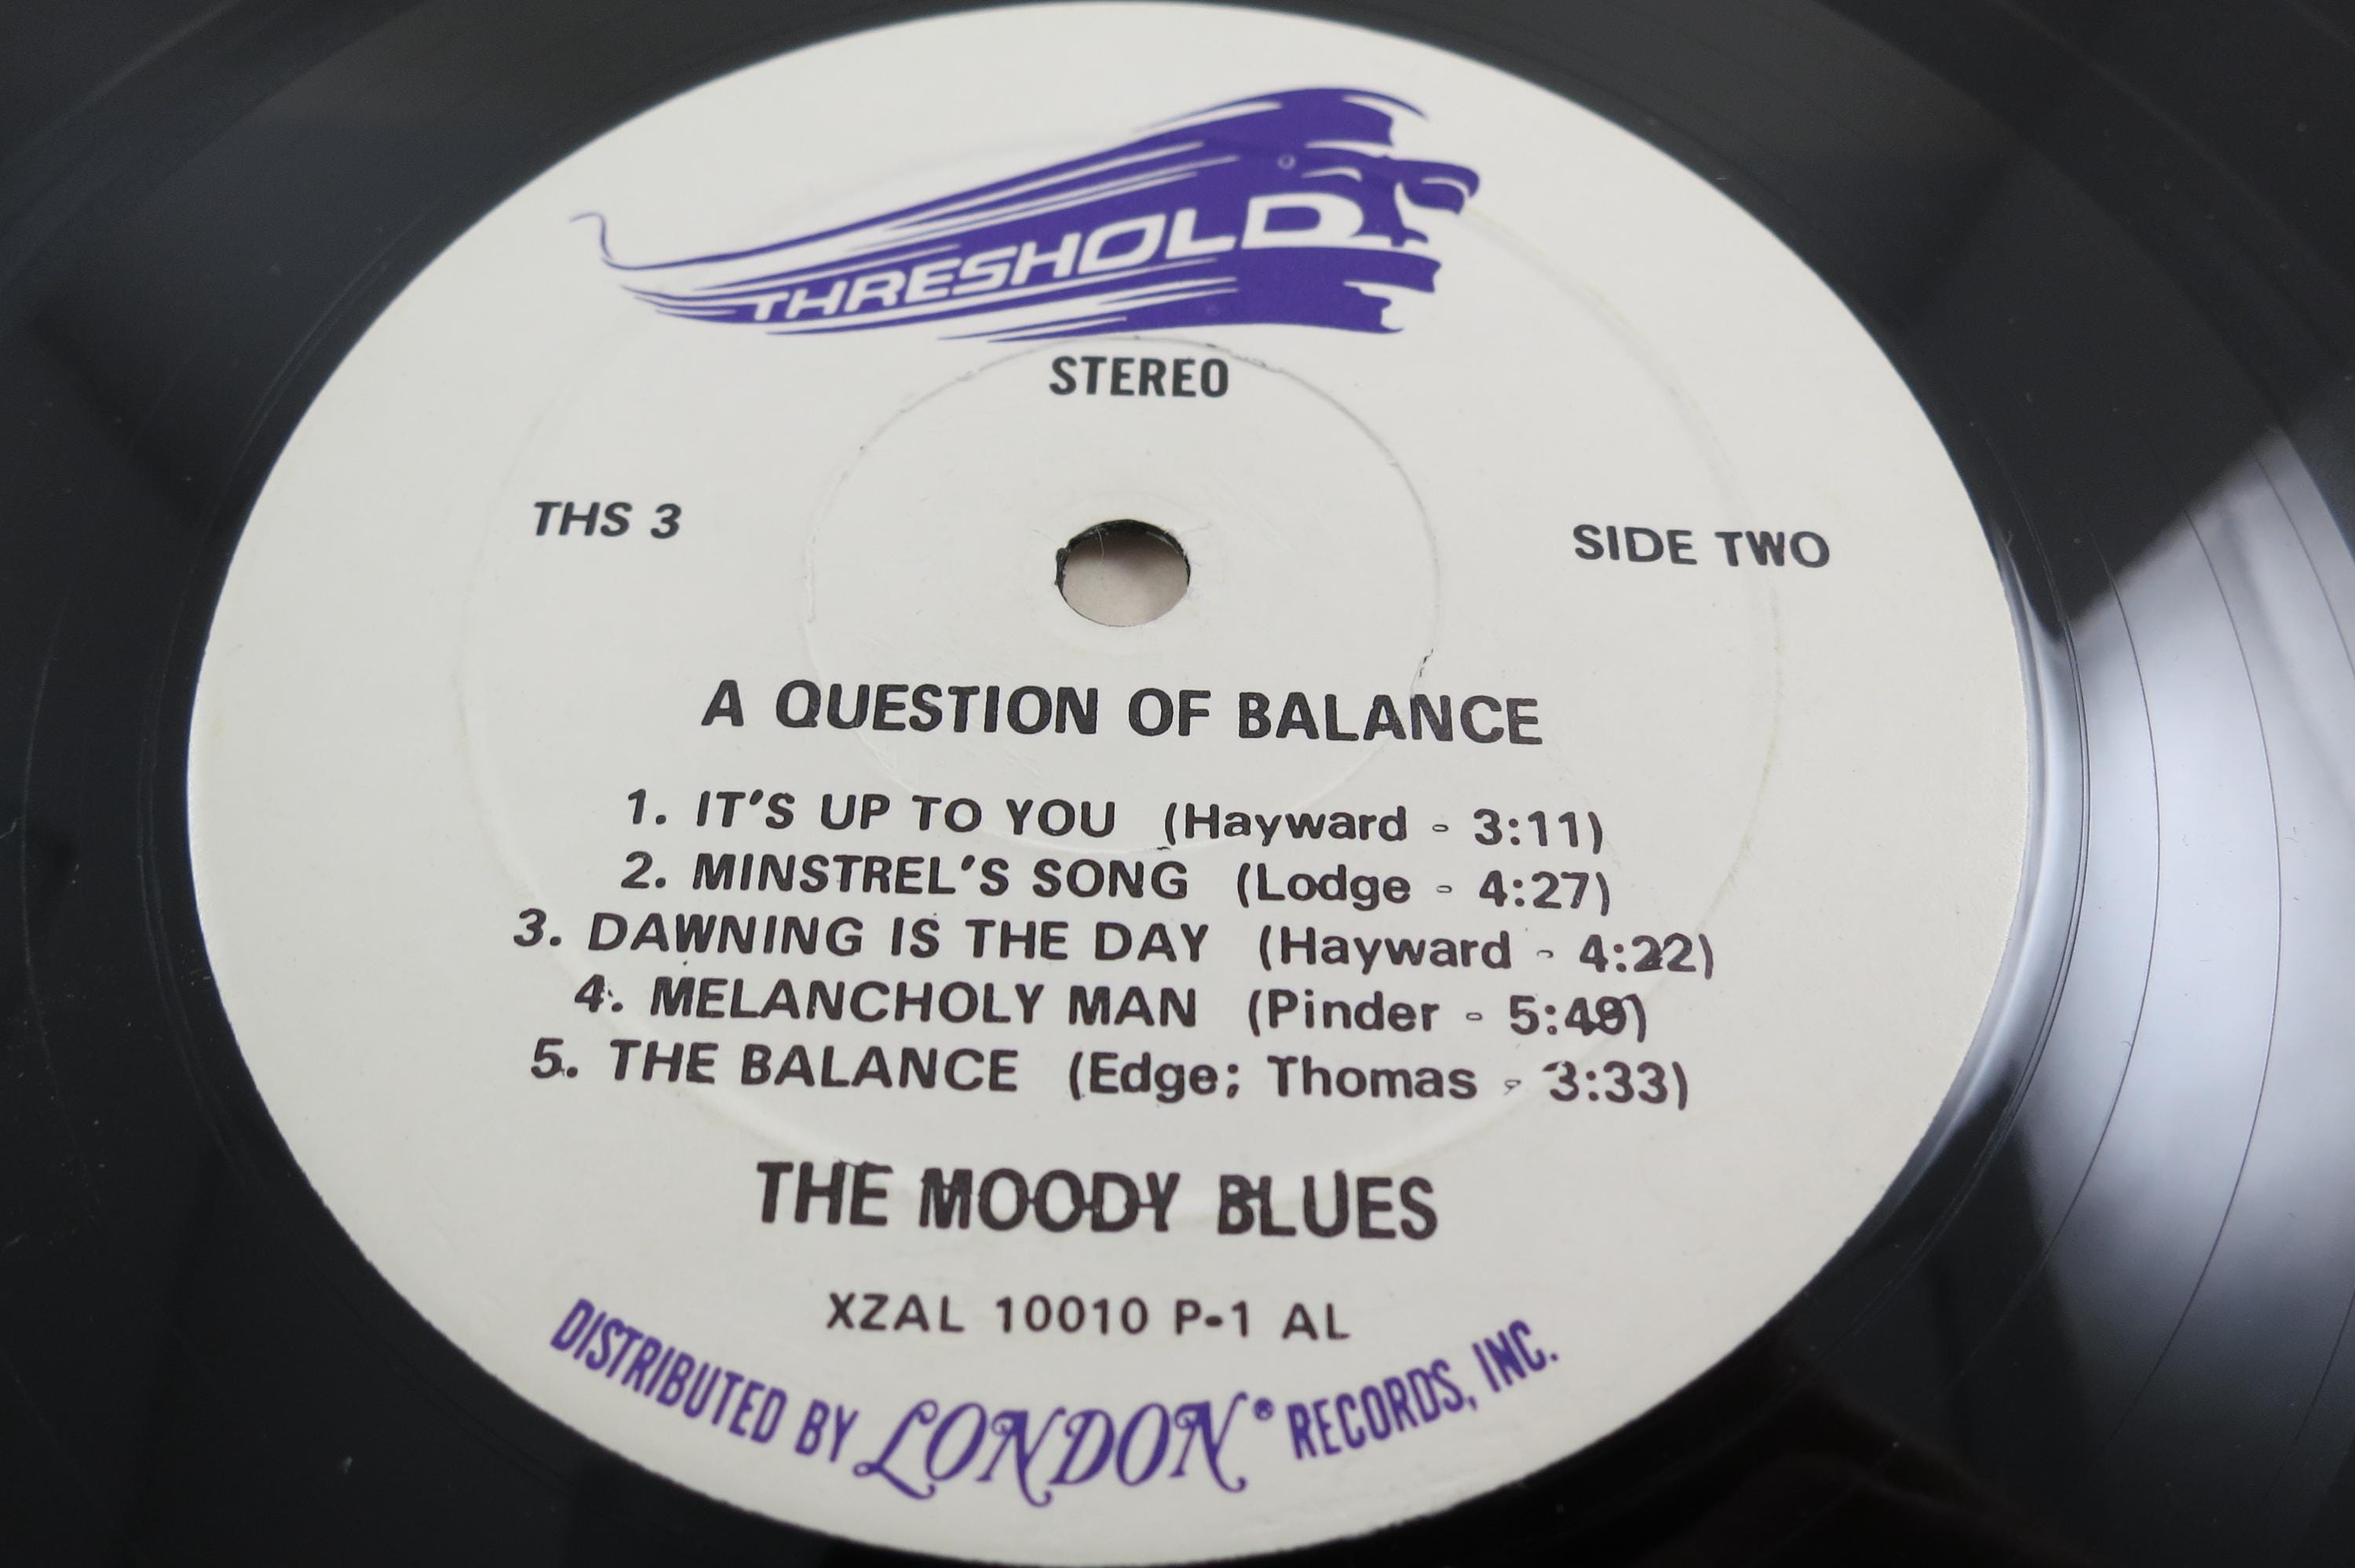 THRESHOLD
STEREO
THS 3
SIDE TWO
A QUESTION OF BALANCE
1. IT'S UP TO YOU (Hayward - 3:11)
2. MINSTREL'S SONG (Lodge - 4:27)
3. DAWNING IS THE DAY (Hayward - 4:22)
4. MELANCHOLY MAN (Pinder - 5:49)
5. THE BALANCE (Edge; Thomas - 3:33)
THE MOODY BLUES
XZAL 10010 P-1 AL
DISTRIBUTED BY LONDON® RECORDS, INC.